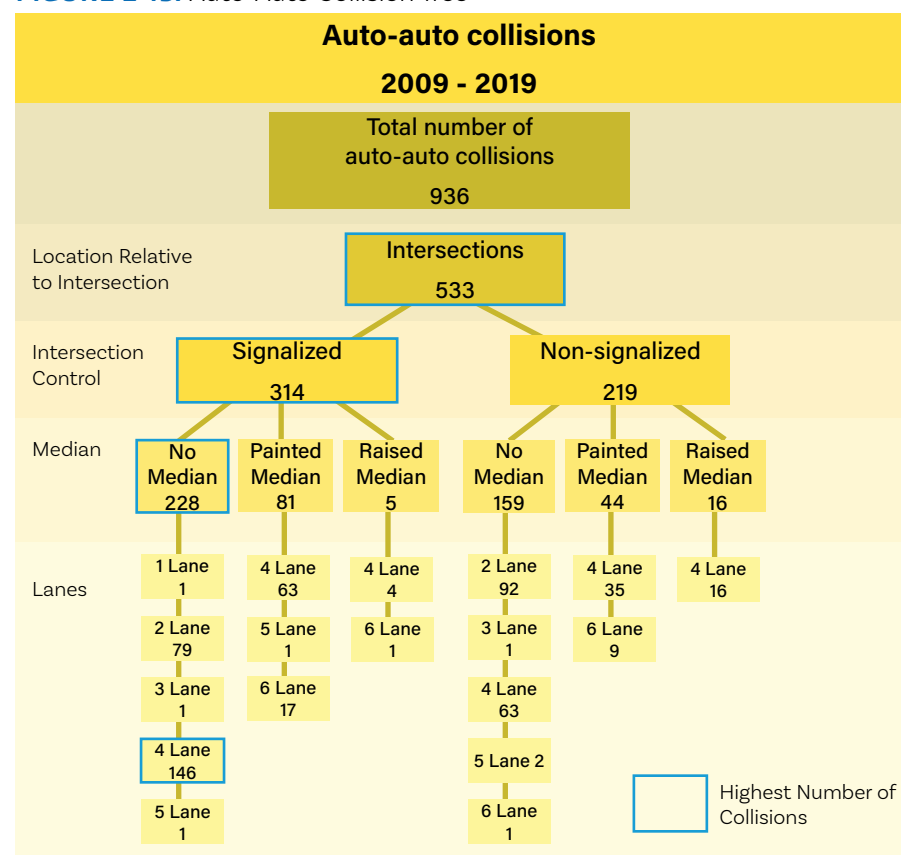 Auto-auto collisions
2009 - 2019
Total number of
auto-auto collisions
936
Location Relative
to Intersection
Intersections
533
Intersection
Control
Signalized
314
Non-signalized
219
Median
No
Median
228
Painted
Median
81
Raised
Median
5
No
Median
159
Painted
Median
44
Raised
Median
16
Lanes
1 Lane
1
2 Lane
79
3 Lane
1
4 Lane
146
5 Lane
1
4 Lane
63
5 Lane
1
6 Lane
17
4 Lane
4
6 Lane
1
2 Lane
92
3 Lane
1
4 Lane
63
5 Lane 2
6 Lane
1
4 Lane
35
6 Lane
9
4 Lane
16
Highest Number of
Collisions